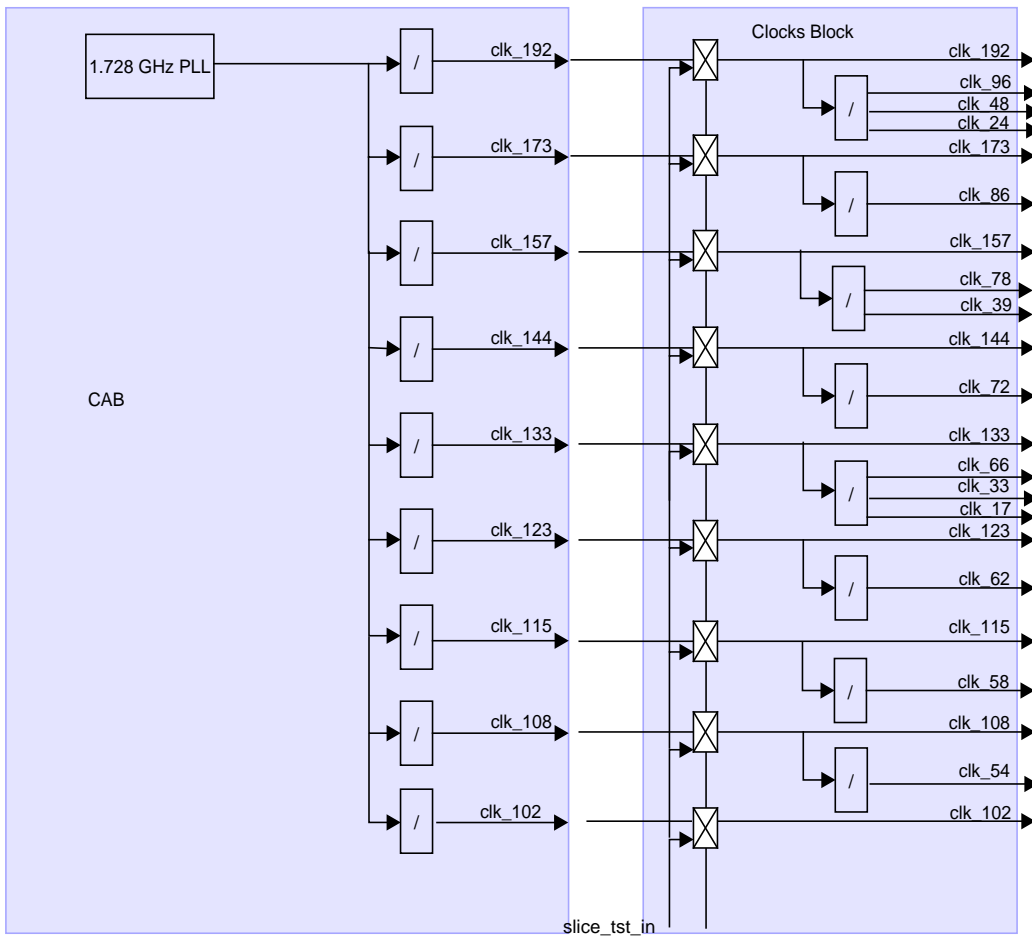 Clocks Block
1.728 GHz PLL
/
clk_192
clk_192
clk_96
/
clk_48
clk_24
/
clk_173
clk_173
/
clk_86
/
clk_157
clk_157
/
clk_78
clk_39
/
clk_144
clk_144
CAB
/
clk_72
/
clk_133
clk_133
/
clk_66
clk_33
clk_17
/
clk_123
clk_123
/
clk_62
/
clk_115
clk_115
/
clk_58
/
clk_108
clk_108
/
clk_54
/
clk_102
clk_102
slice_tst_in